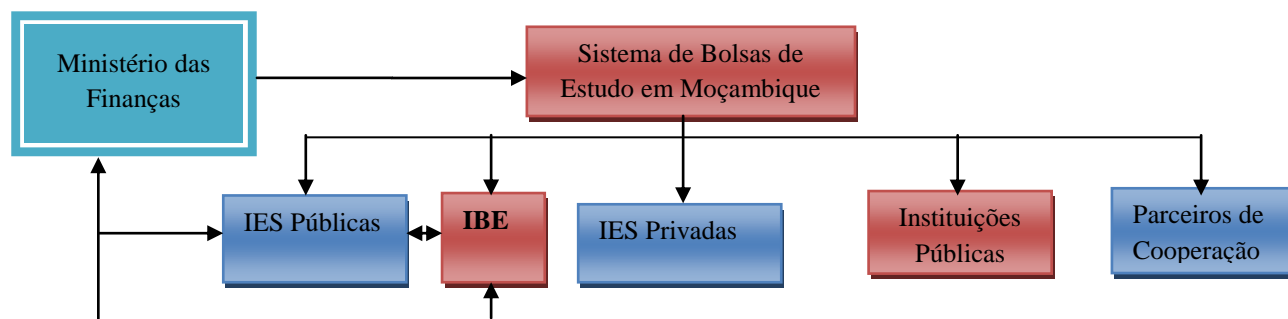 Ministério das
Finanças
Sistema de Bolsas de
Estudo em Moçambique
IES Públicas
IBE
IES Privadas
Instituições
Públicas
Parceiros de
Cooperação